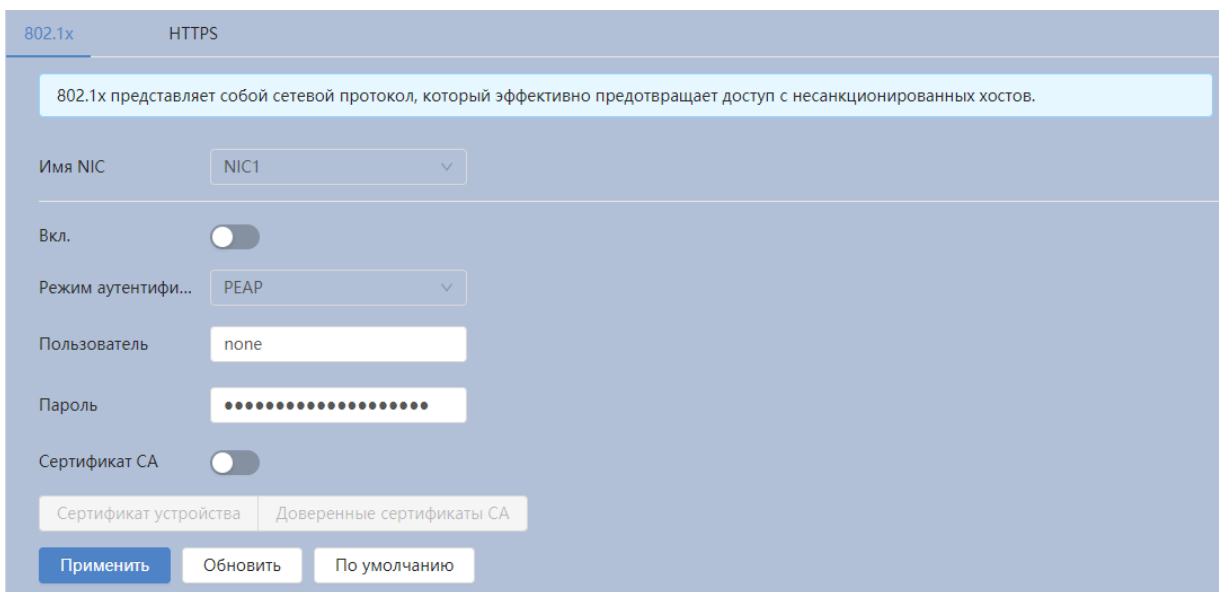 802.1x HTTPS
802.1x представляет собой сетевой протокол, который эффективно предотвращает доступ с несанкционированных хостов.
Имя NIC NIC1
Вкл.
Режим аутентифи... PEAP
Пользователь none
Пароль ••••••••••••••••••••
Сертификат CA
Сертификат устройства Доверенные сертификаты CA
Применить Обновить По умолчанию